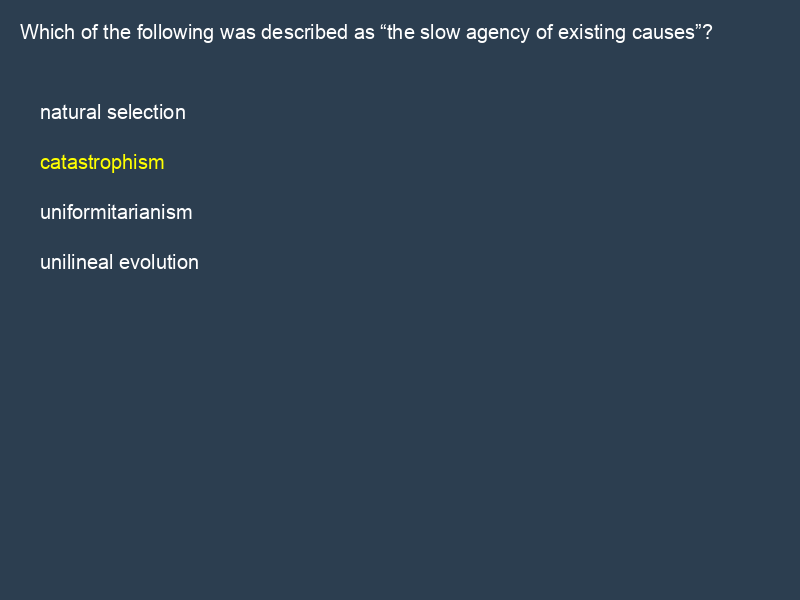 Which of the following was described as “the slow agency of existing causes”?
natural selection
catastrophism
uniformitarianism
unilineal evolution